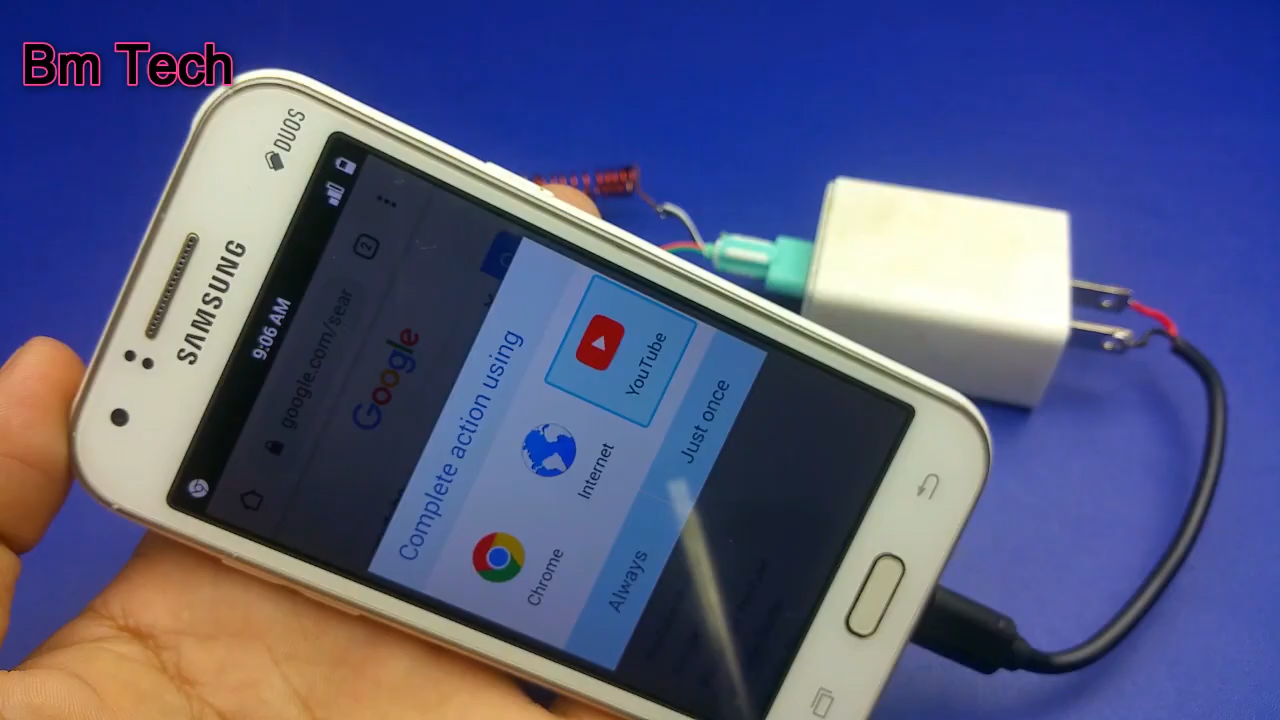 Bm Tech
DUOS
SAMSUNG
9:06 AM
2
google.com/sear
Google
Complete action using
Chrome
Internet
YouTube
Always
Just once